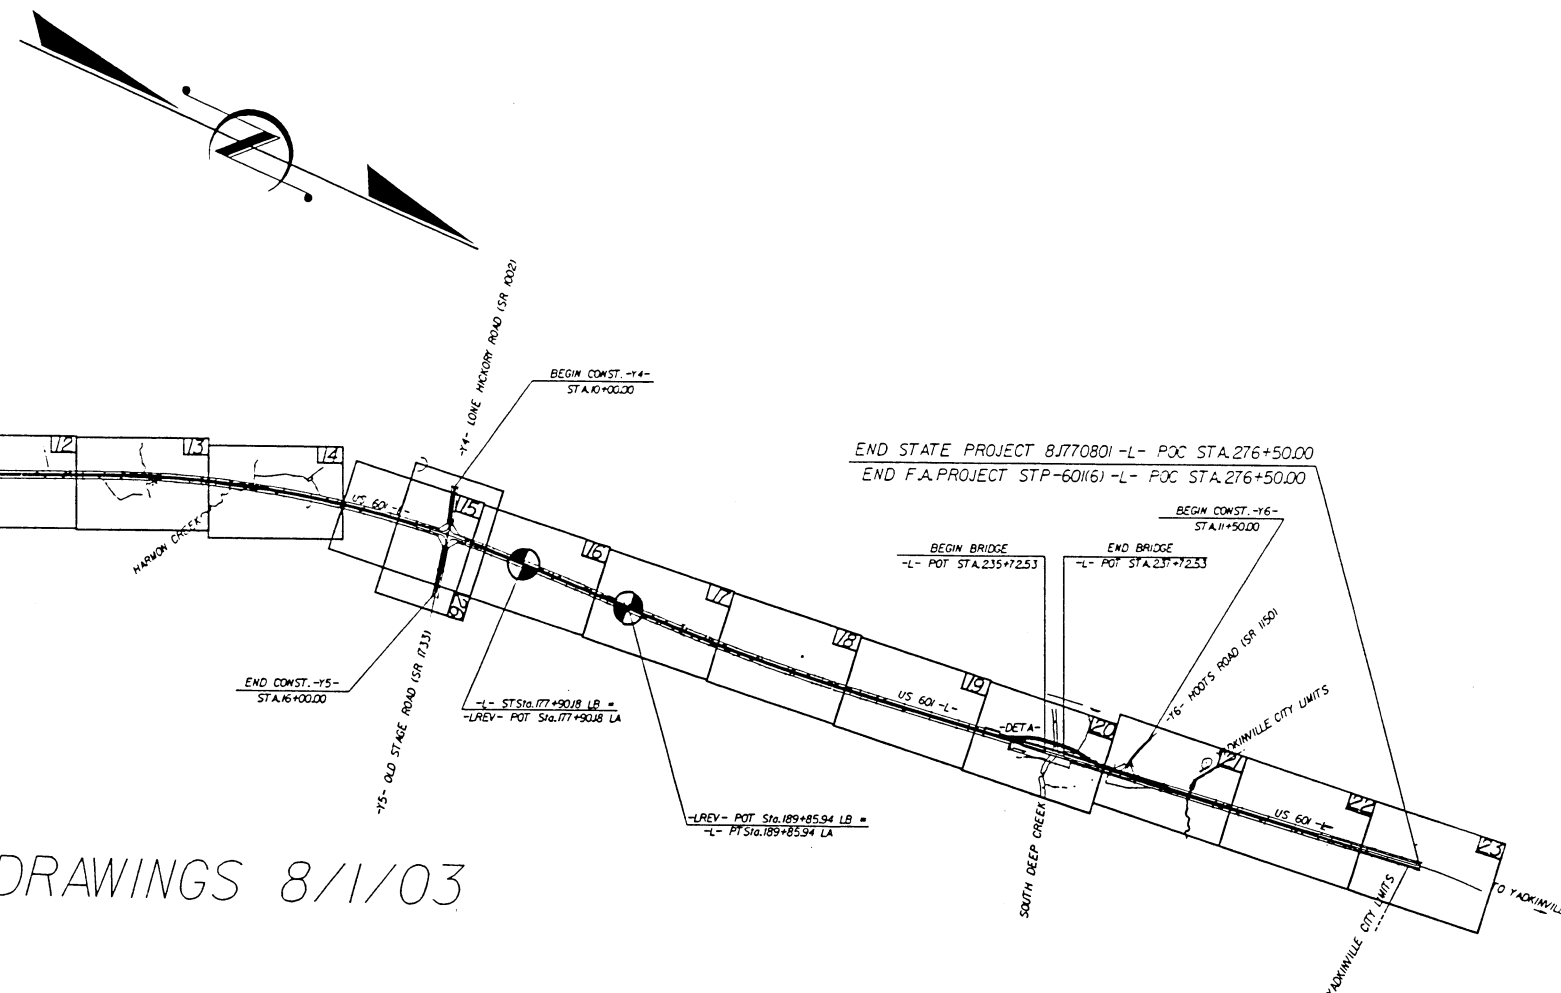 -Y4- LONE HICKORY ROAD (SR 1002)
BEGIN CONST. -Y4-
STA.10+00.00
END STATE PROJECT 8.1770801 -L- POC STA.276+50.00
END F.A.PROJECT STP-601(6) -L- POC STA.276+50.00
BEGIN CONST. -Y6-
STA.11+50.00
BEGIN BRIDGE
-L- POT STA.235+72.53
END BRIDGE
-L- POT STA.237+72.53
12
13
14
15
16
17
18
19
20
21
22
23
26
US 601 -L-
HARMON CREEK
END CONST. -Y5-
STA.16+00.00
-Y5- OLD STAGE ROAD (SR 1733)
-L- ST Sta.177+90.18 LB =
-LREV- POT Sta.177+90.18 LA
-LREV- POT Sta.189+85.94 LB =
-L- PT Sta.189+85.94 LA
US 601 -L-
-DETA-
-Y6- HOOTS ROAD (SR 1150)
YADKINVILLE CITY LIMITS
SOUTH DEEP CREEK
US 601 -L-
TO YADKINVILLE
YADKINVILLE CITY LIMITS
DRAWINGS 8/1/03